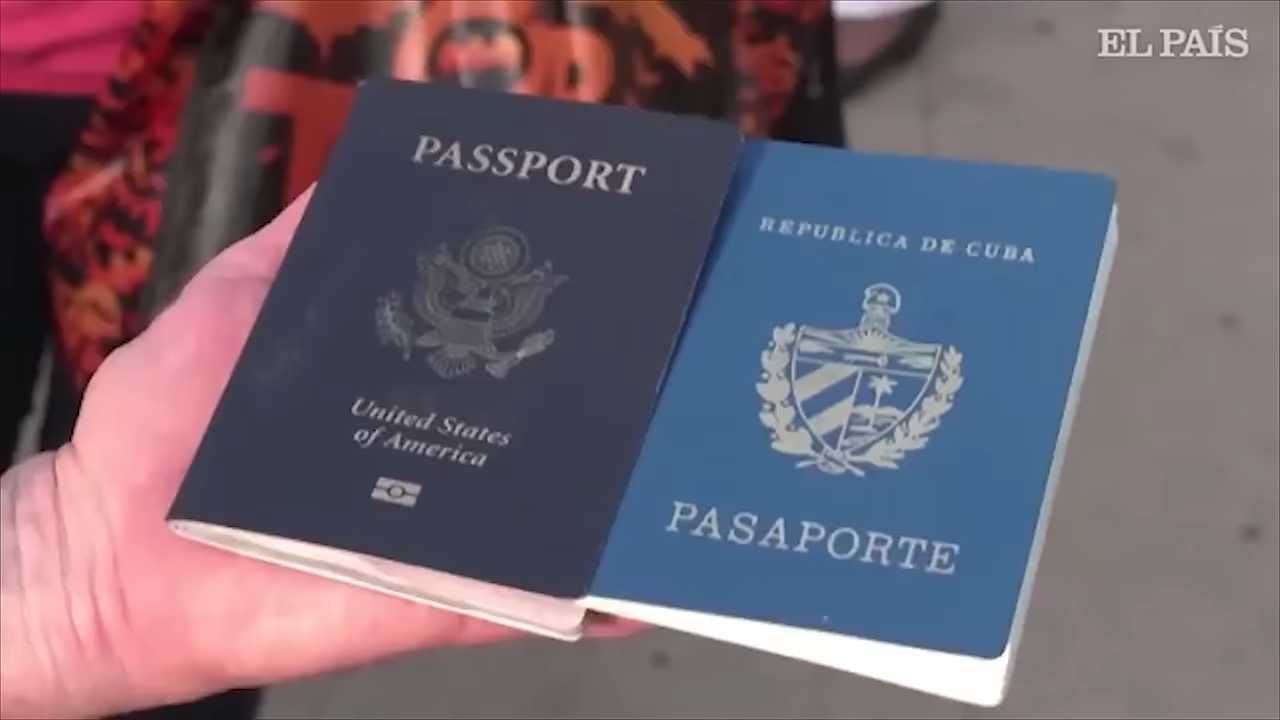 EL PAÍS
PASSPORT
United States
of America
REPUBLICA DE CUBA
PASAPORTE